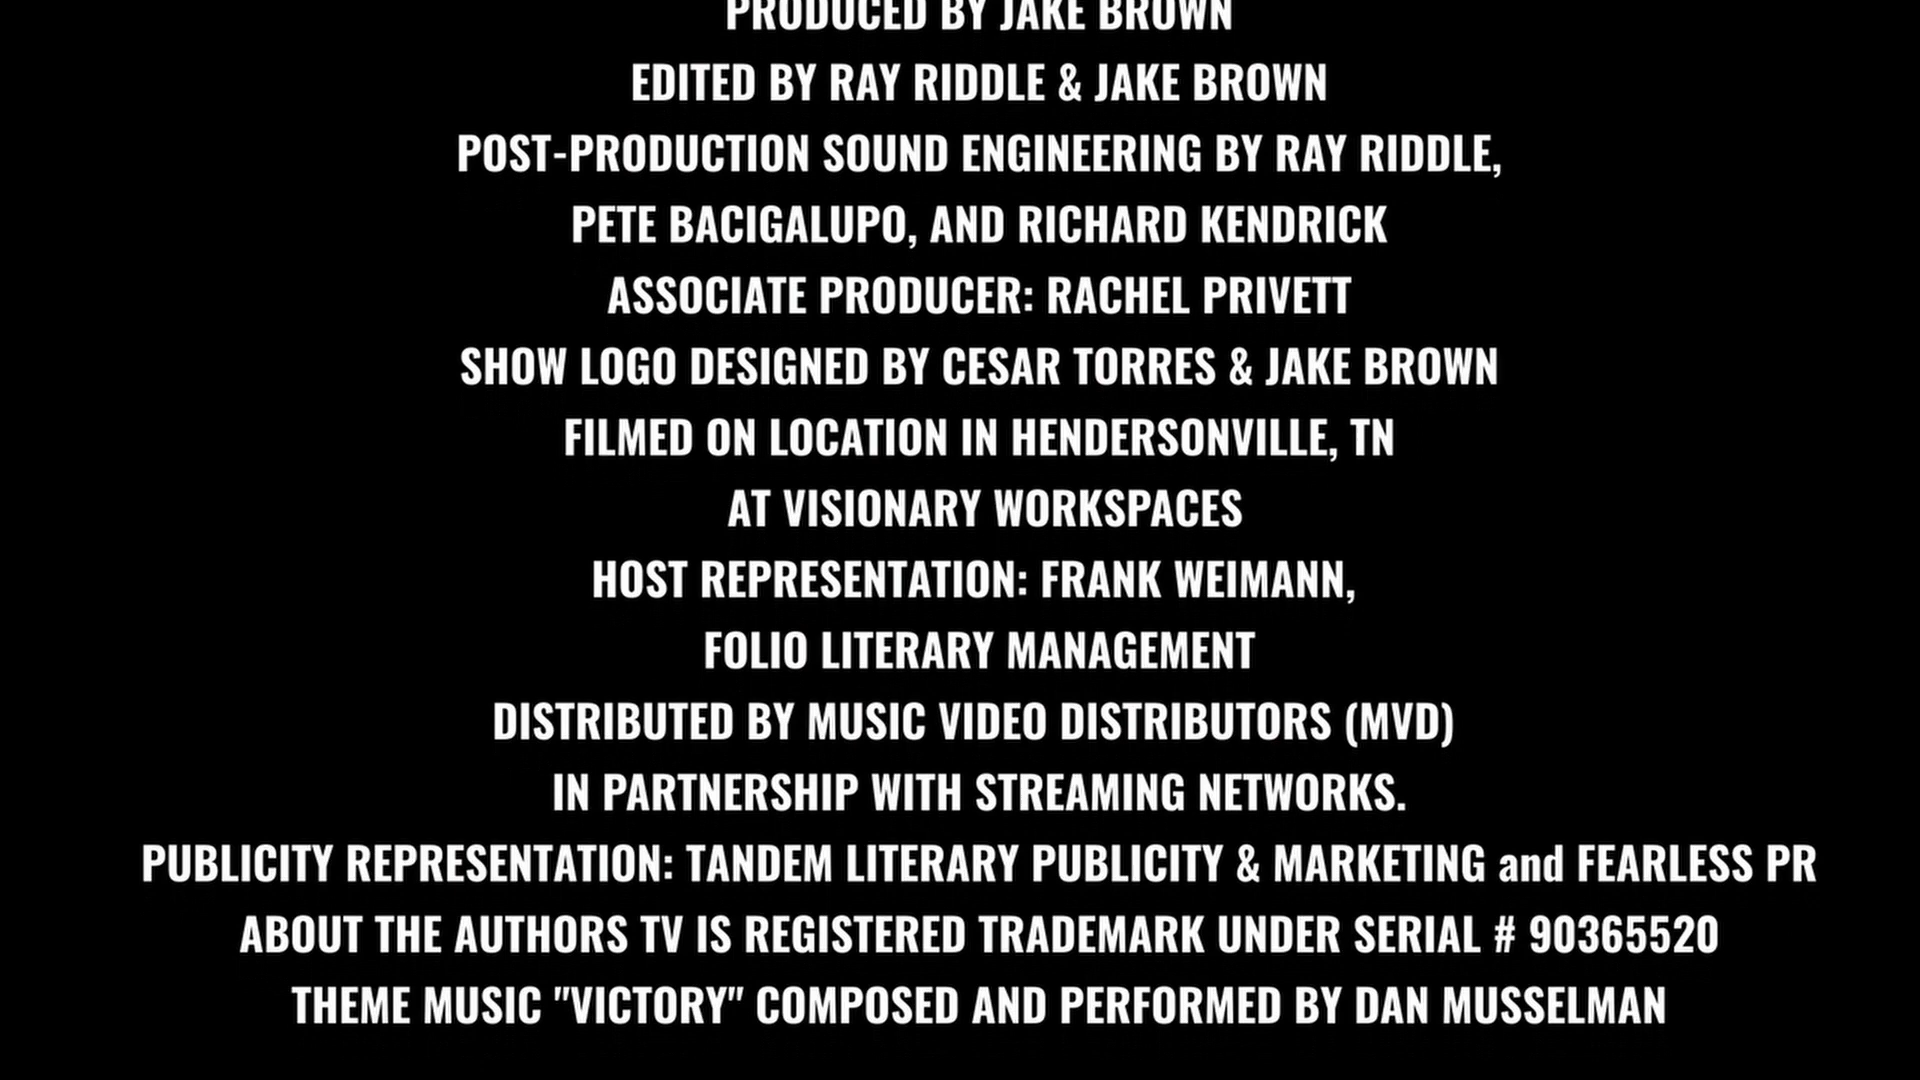 PRODUCED BY JAKE BROWN
EDITED BY RAY RIDDLE & JAKE BROWN
POST-PRODUCTION SOUND ENGINEERING BY RAY RIDDLE,
PETE BACIGALUPO, AND RICHARD KENDRICK
ASSOCIATE PRODUCER: RACHEL PRIVETT
SHOW LOGO DESIGNED BY CESAR TORRES & JAKE BROWN
FILMED ON LOCATION IN HENDERSONVILLE, TN
AT VISIONARY WORKSPACES
HOST REPRESENTATION: FRANK WEIMANN,
FOLIO LITERARY MANAGEMENT
DISTRIBUTED BY MUSIC VIDEO DISTRIBUTORS (MVD)
IN PARTNERSHIP WITH STREAMING NETWORKS.
PUBLICITY REPRESENTATION: TANDEM LITERARY PUBLICITY & MARKETING and FEARLESS PR
ABOUT THE AUTHORS TV IS REGISTERED TRADEMARK UNDER SERIAL # 90365520
THEME MUSIC "VICTORY" COMPOSED AND PERFORMED BY DAN MUSSELMAN